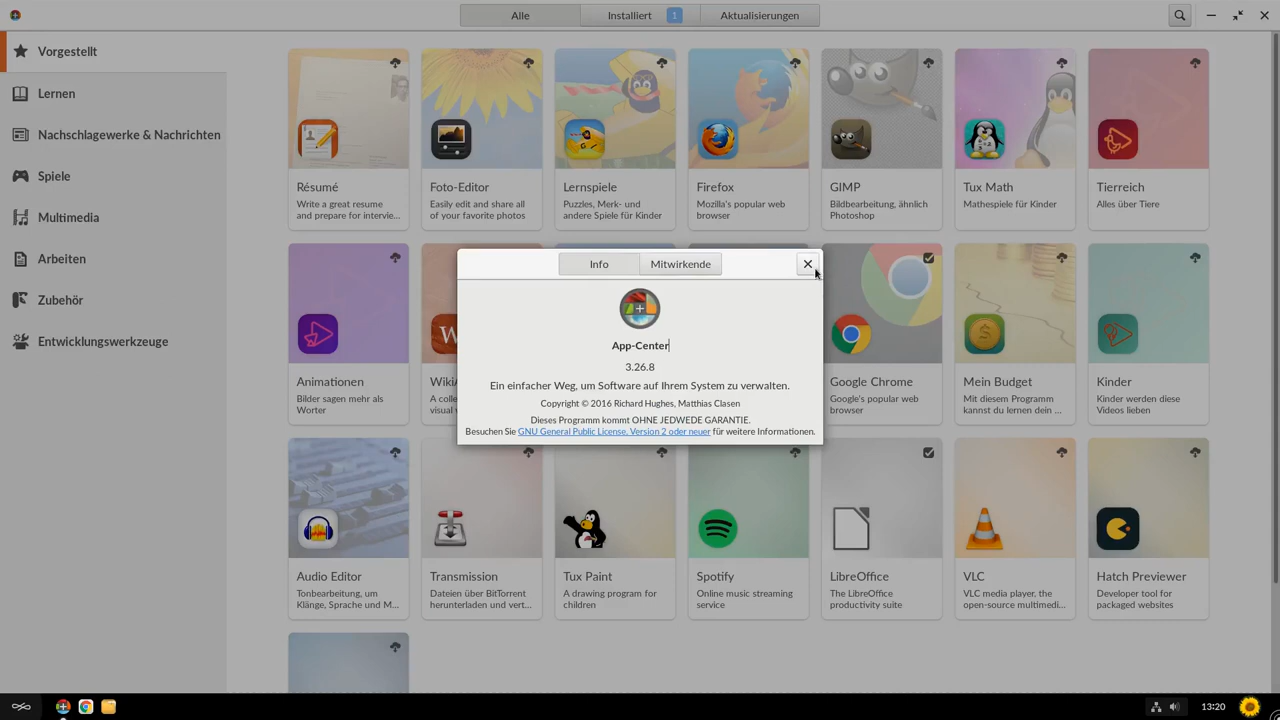 Alle
Installiert 1
Aktualisierungen
Vorgestellt
Lernen
Nachschlagewerke & Nachrichten
Spiele
Multimedia
Arbeiten
Zubehör
Entwicklungswerkzeuge
Résumé
Write a great resume
and prepare for intervie...
Foto-Editor
Easily edit and share all
of your favorite photos
Lernspiele
Puzzles, Merk- und
andere Spiele für Kinder
Firefox
Mozilla's popular web
browser
GIMP
Bildbearbeitung, ähnlich
Photoshop
Tux Math
Mathespiele für Kinder
Tierreich
Alles über Tiere
Info
Mitwirkende
App-Center
3.26.8
Ein einfacher Weg, um Software auf Ihrem System zu verwalten.
Copyright © 2016 Richard Hughes, Matthias Clasen
Dieses Programm kommt OHNE JEDWEDE GARANTIE.
Besuchen Sie GNU General Public License, Version 2 oder neuer für weitere Informationen.
Animationen
Bilder sagen mehr als
Worter
Google Chrome
Google's popular web
browser
Mein Budget
Mit diesem Programm
kannst du lernen dein ...
Kinder
Kinder werden diese
Videos lieben
Audio Editor
Tonbearbeitung, um
Klänge, Sprache und M...
Transmission
Dateien über BitTorrent
herunterladen und vert...
Tux Paint
A drawing program for
children
Spotify
Online music streaming
service
LibreOffice
The LibreOffice
productivity suite
VLC
VLC media player, the
open-source multimedi...
Hatch Previewer
Developer tool for
packaged websites
13:20